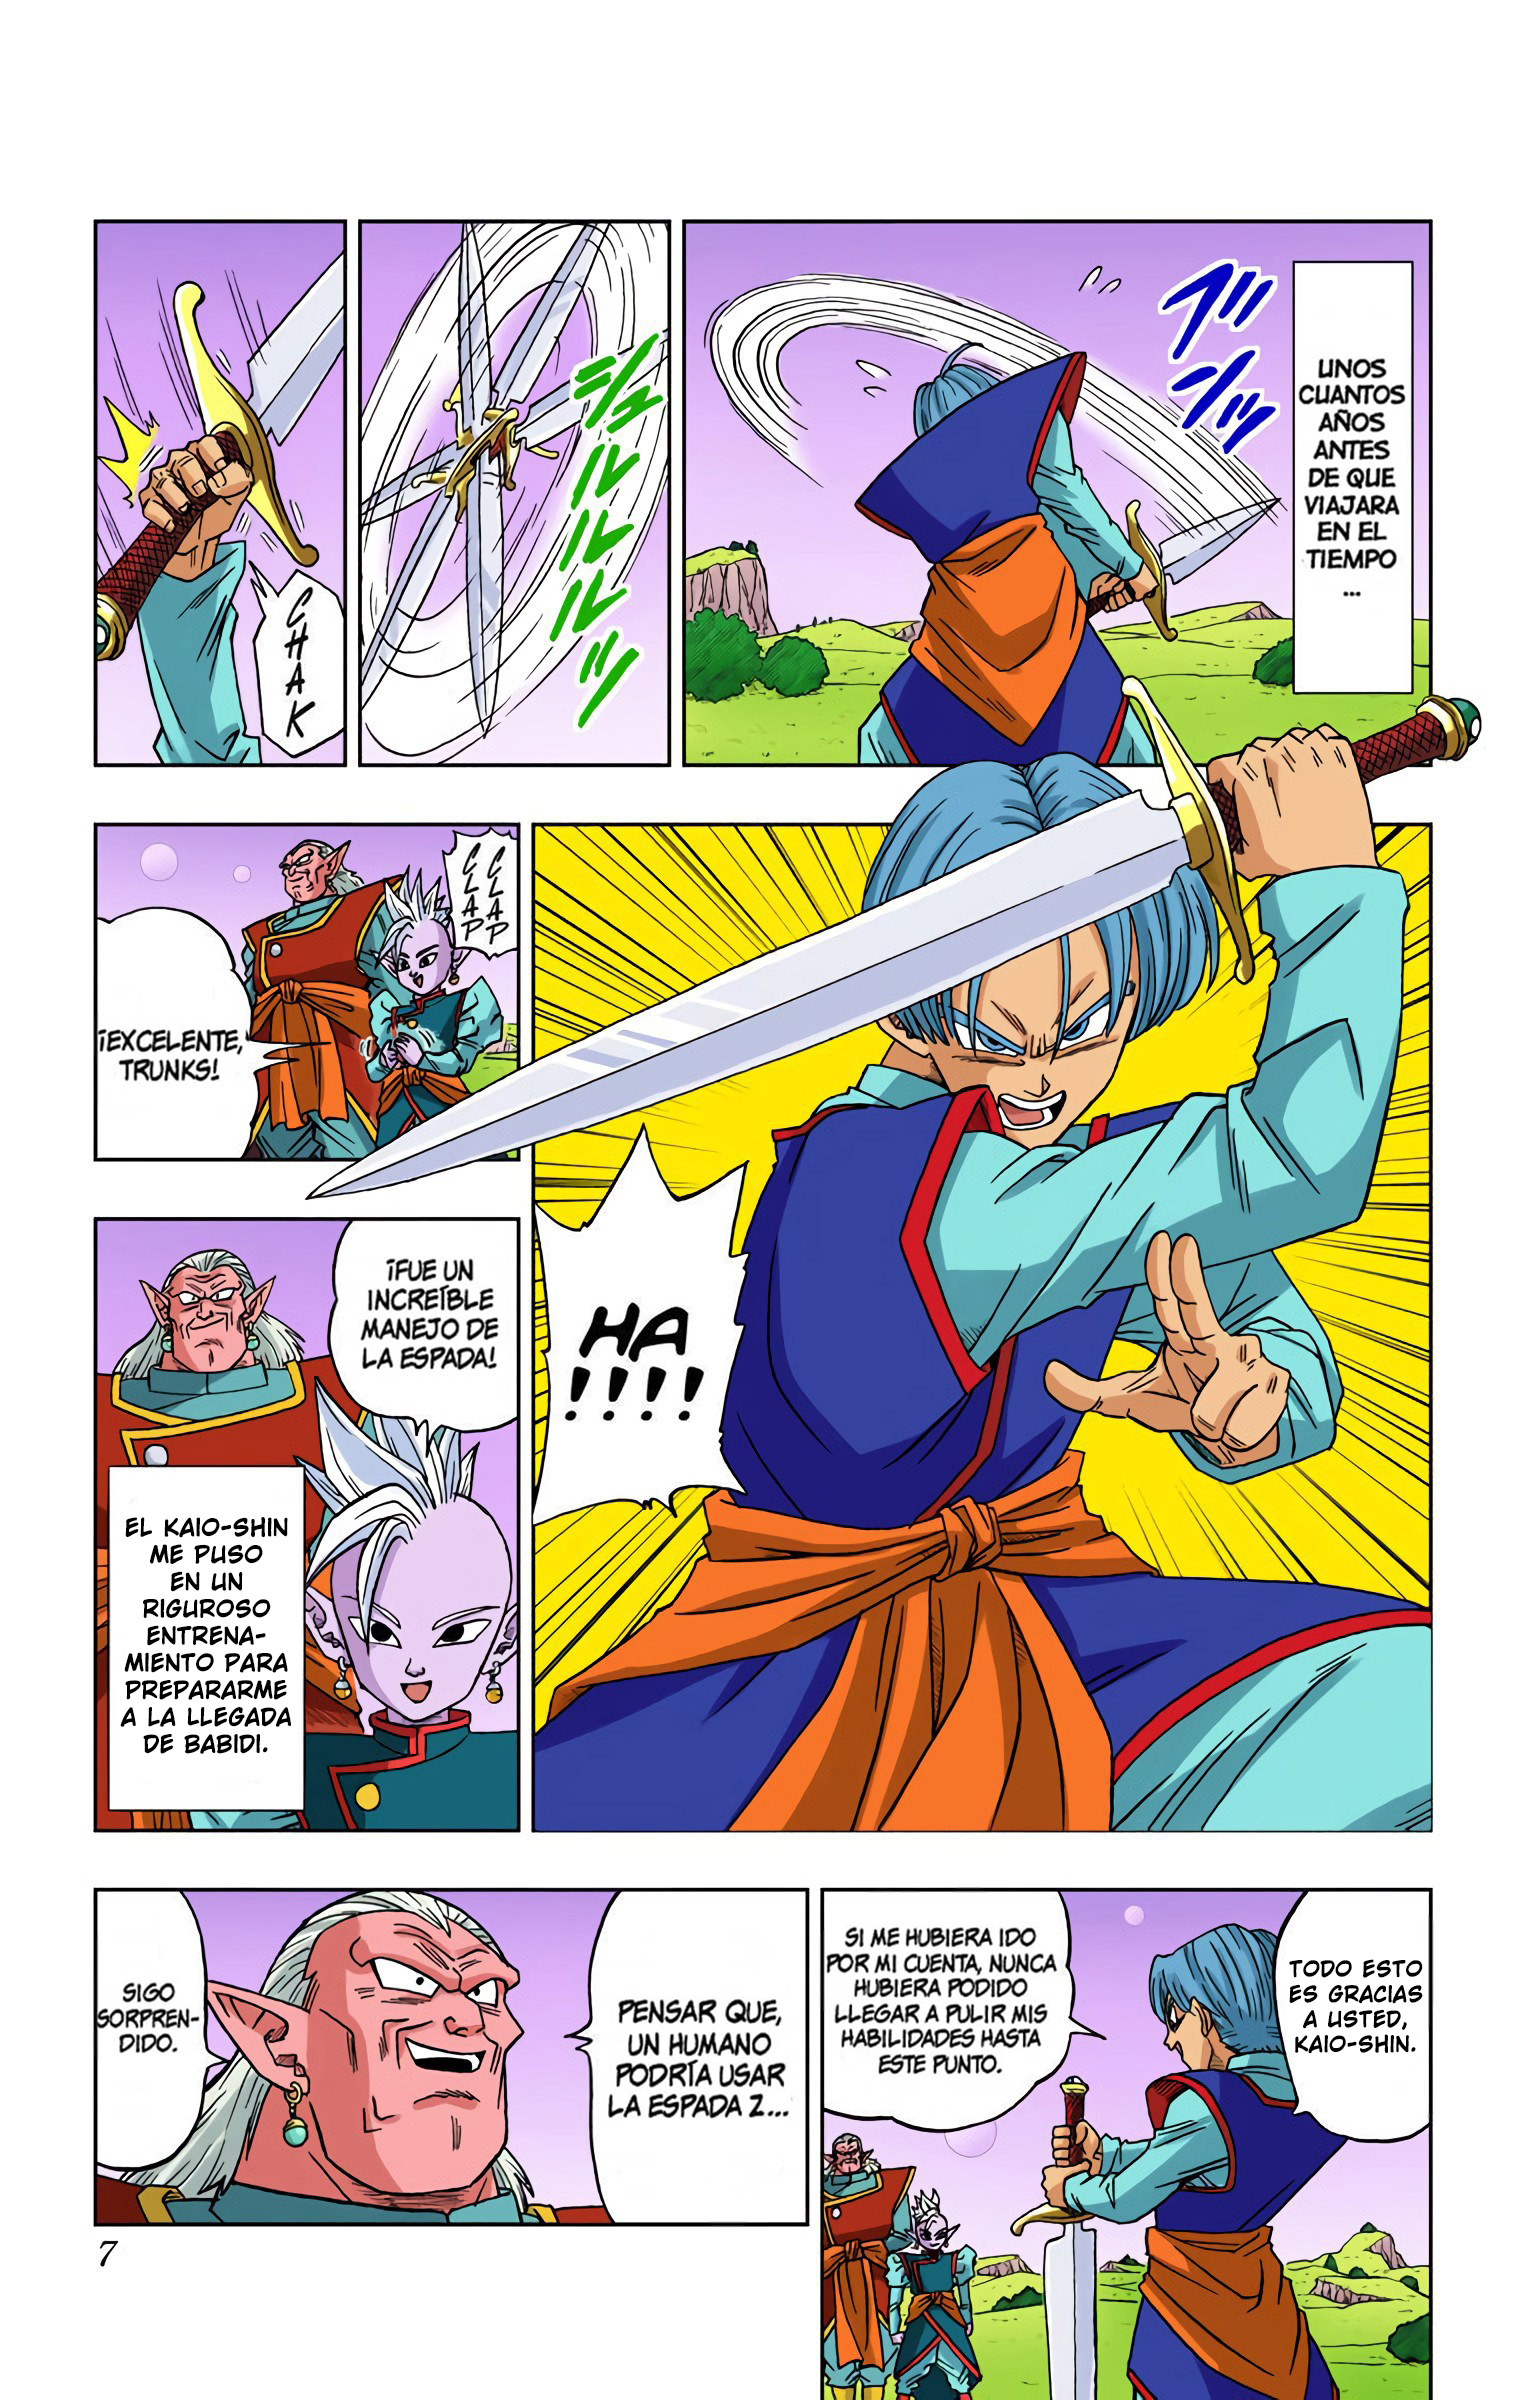 UNOS
CUANTOS
AÑOS
ANTES
DE QUE
VIAJARA
EN EL
TIEMPO
...
ブン
ブンッ
シュルルルルッ
CHAK
HA
!!!!
CLAP
CLAP
¡EXCELENTE,
TRUNKS!
¡FUE UN
INCREÍBLE
MANEJO DE
LA ESPADA!
EL KAIO-SHIN
ME PUSO
EN UN
RIGUROSO
ENTRENA-
MIENTO PARA
PREPARARME
A LA LLEGADA
DE BABIDI.
TODO ESTO
ES GRACIAS
A USTED,
KAIO-SHIN.
SI ME HUBIERA IDO
POR MI CUENTA, NUNCA
HUBIERA PODIDO
LLEGAR A PULIR MIS
HABILIDADES HASTA
ESTE PUNTO.
PENSAR QUE,
UN HUMANO
PODRÍA USAR
LA ESPADA Z...
SIGO
SORPREN-
DIDO.
7